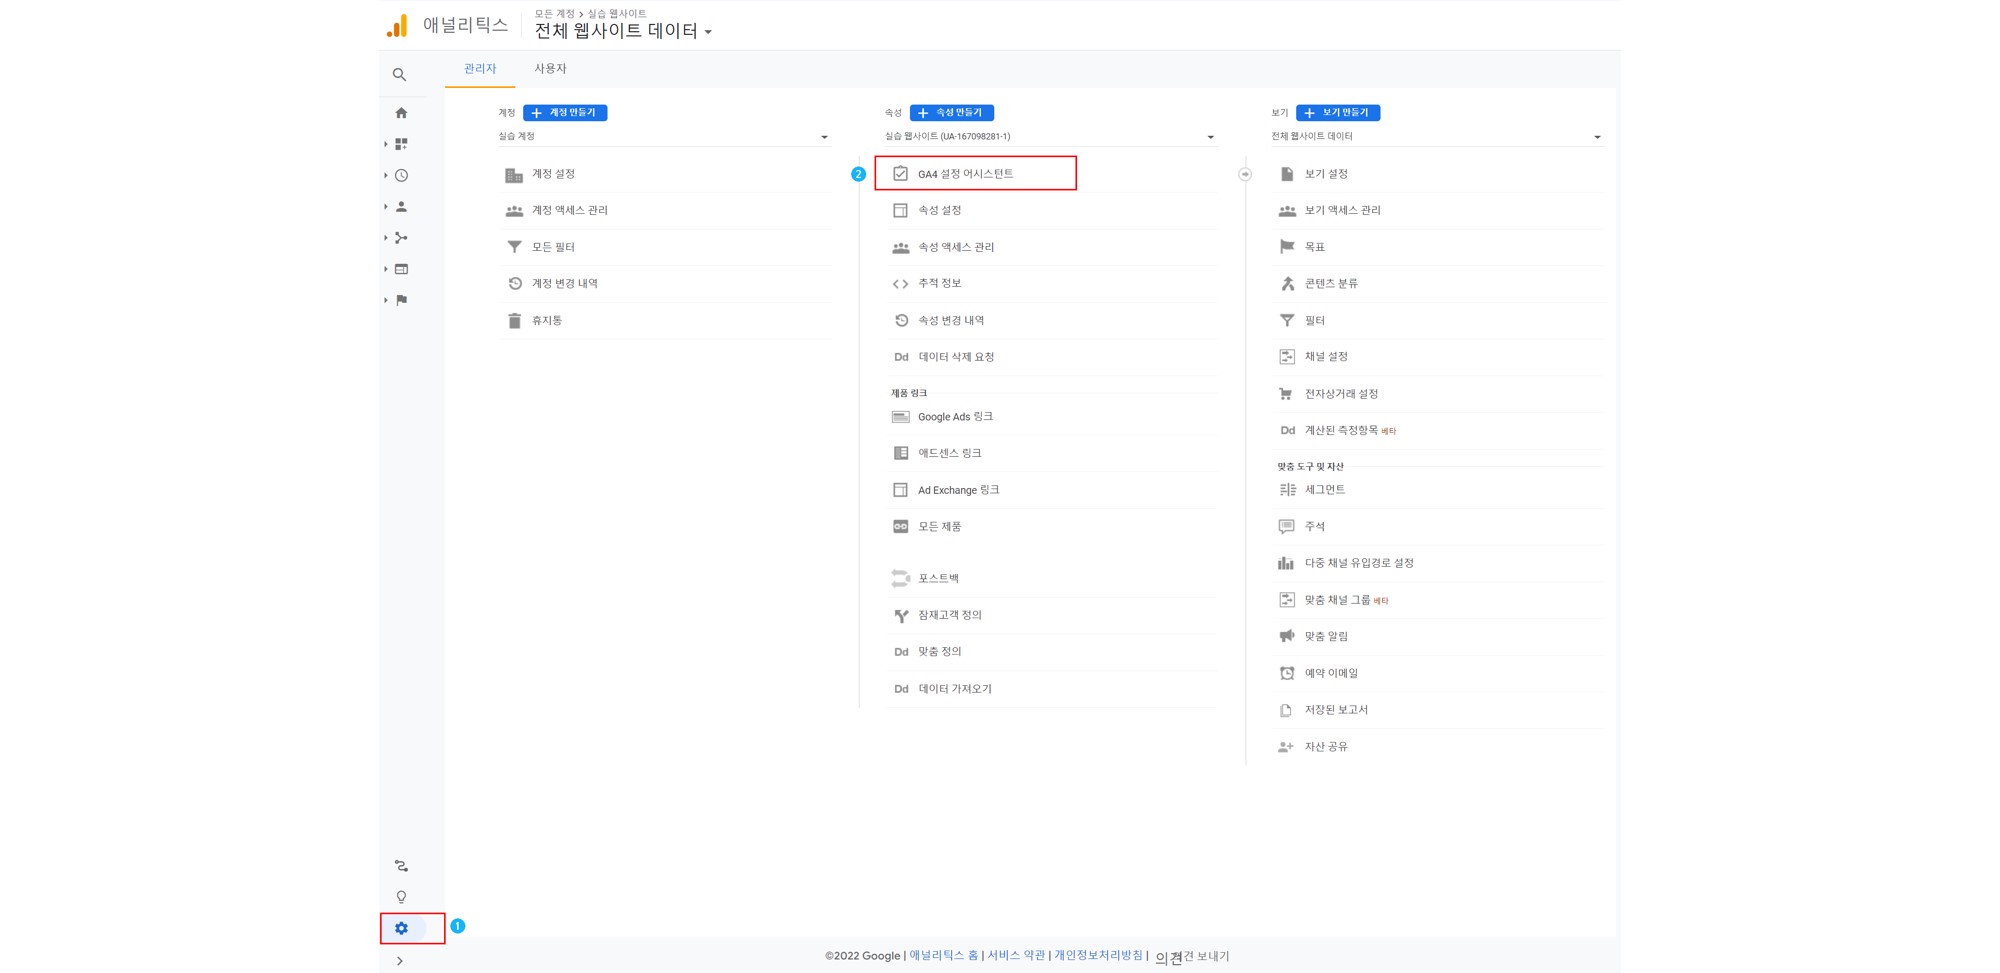 애널리틱스
모든 계정 > 실습 웹사이트
전체 웹사이트 데이터
관리자
사용자
계정
+ 계정 만들기
실습 계정
계정 설정
계정 액세스 관리
모든 필터
계정 변경 내역
휴지통
속성
+ 속성 만들기
실습 웹사이트 (UA-167098281-1)
2
GA4 설정 어시스턴트
속성 설정
속성 액세스 관리
<> 추적 정보
속성 변경 내역
Dd 데이터 삭제 요청
제품 링크
Google Ads 링크
애드센스 링크
Ad Exchange 링크
모든 제품
포스트백
잠재고객 정의
Dd 맞춤 정의
Dd 데이터 가져오기
보기
+ 보기 만들기
전체 웹사이트 데이터
보기 설정
보기 액세스 관리
목표
콘텐츠 분류
필터
채널 설정
전자상거래 설정
Dd 계산된 측정항목 베타
맞춤 도구 및 자산
세그먼트
주석
다중 채널 유입경로 설정
맞춤 채널 그룹 베타
맞춤 알림
예약 이메일
저장된 보고서
자산 공유
1
©2022 Google | 애널리틱스 홈 | 서비스 약관 | 개인정보처리방침 | 의견 보내기